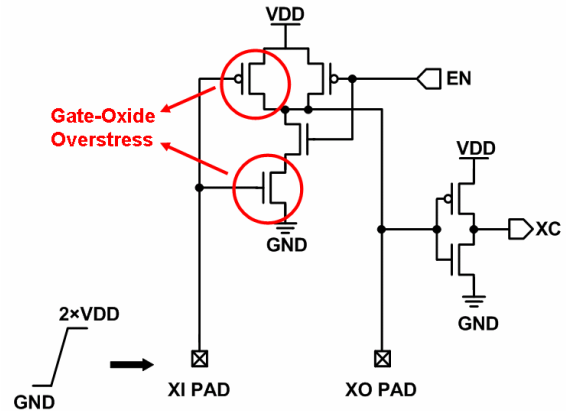 VDD
EN
Gate-Oxide
Overstress
VDD
XC
GND
GND
2×VDD
GND
XI PAD
XO PAD